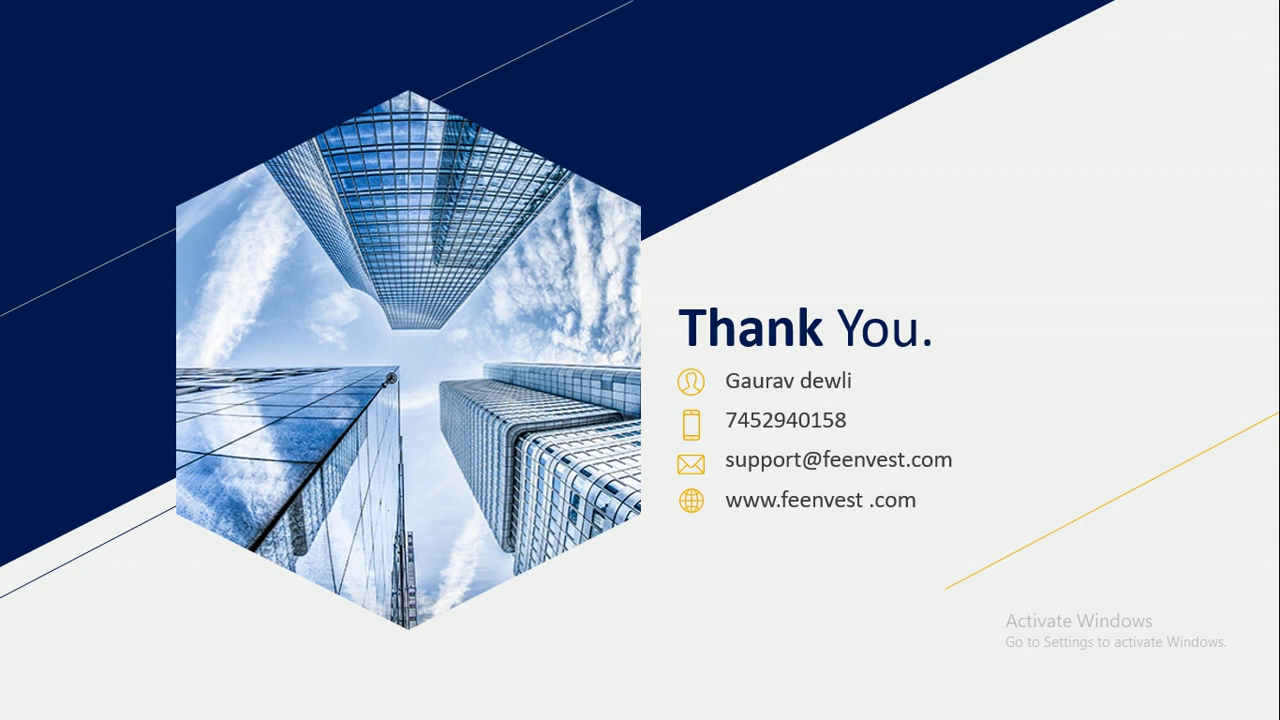 Thank You.
Gaurav dewli
7452940158
support@feenvest.com
www.feenvest .com
Activate Windows
Go to Settings to activate Windows.